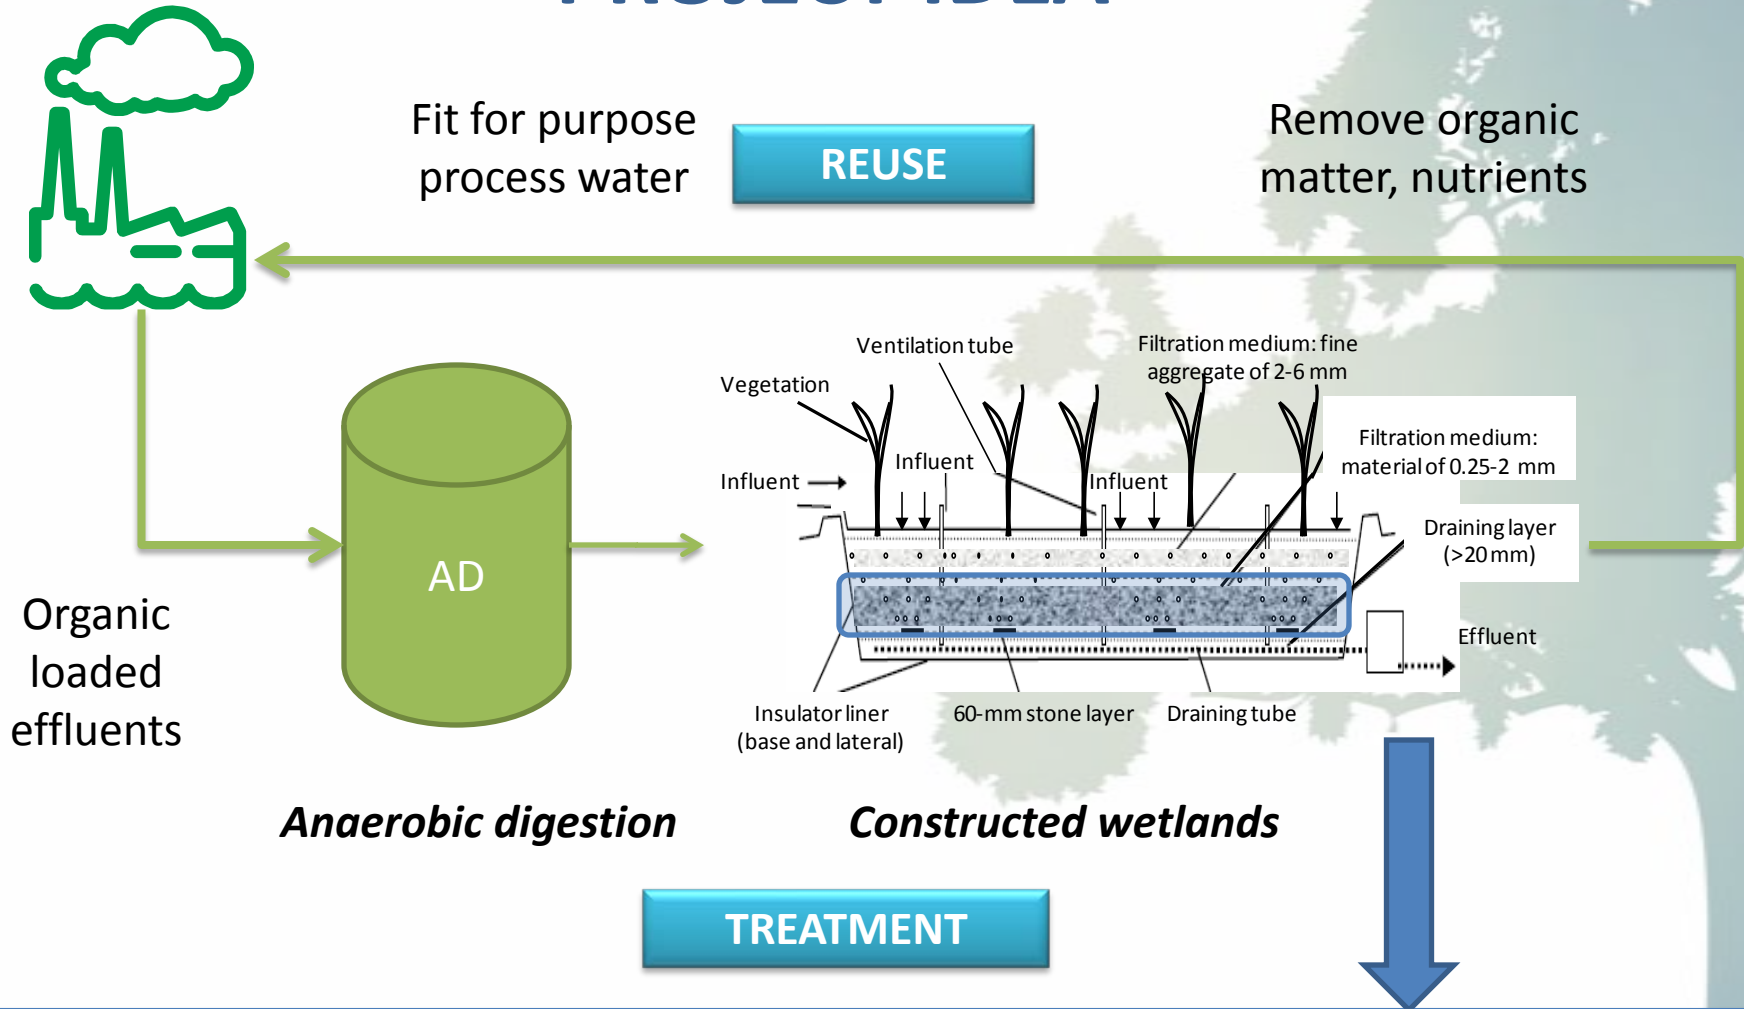 PROJECT IDEA
Fit for purpose
process water
REUSE
Remove organic
matter, nutrients
Ventilation tube
Filtration medium: fine
aggregate of 2-6 mm
Vegetation
Filtration medium:
material of 0.25-2 mm
Influent
Influent
Influent
Draining layer
(>20 mm)
AD
Organic
loaded
effluents
Effluent
Insulator liner
(base and lateral)
60-mm stone layer
Draining tube
Anaerobic digestion
Constructed wetlands
TREATMENT